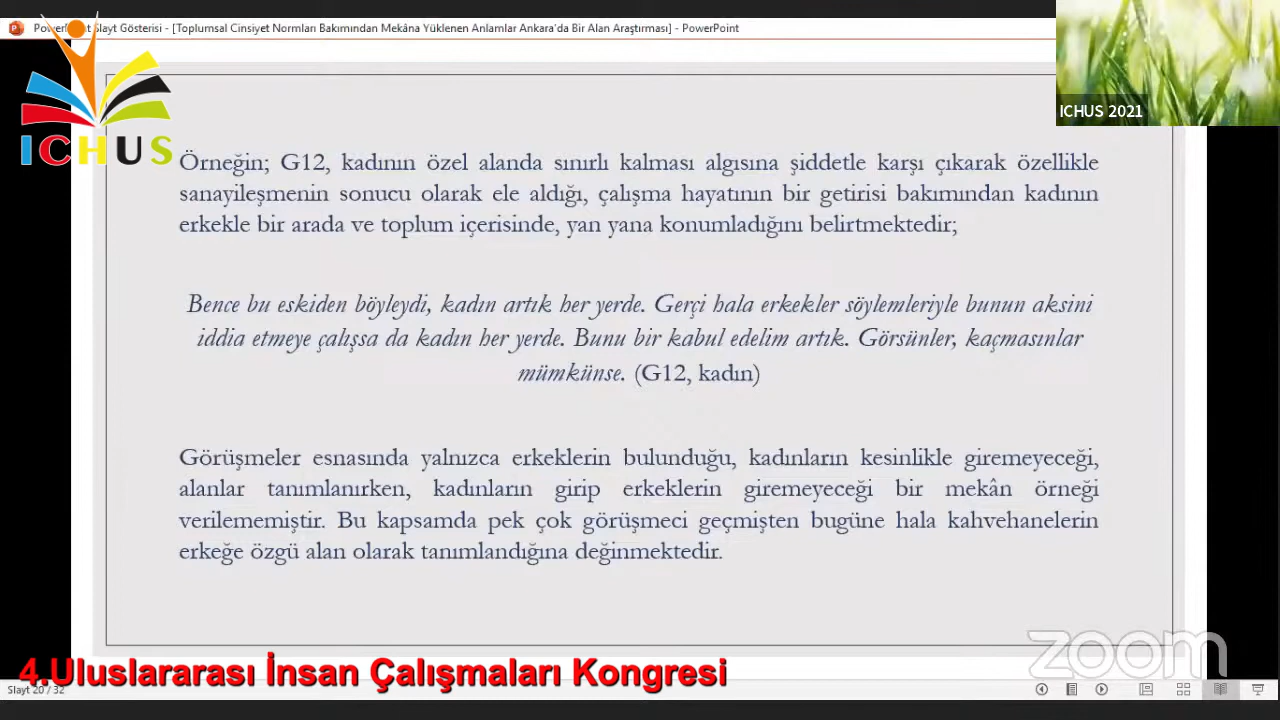 PowerPoint Slayt Gösterisi - [Toplumsal Cinsiyet Normları Bakımından Mekâna Yüklenen Anlamlar Ankara'da Bir Alan Araştırması] - PowerPoint
ICHUS 2021
ICHUS
Örneğin; G12, kadının özel alanda sınırlı kalması algısına şiddetle karşı çıkarak özellikle
sanayileşmenin sonucu olarak ele aldığı, çalışma hayatının bir getirisi bakımından kadının
erkekle bir arada ve toplum içerisinde, yan yana konumladığını belirtmektedir;
Bence bu eskiden böyleydi, kadın artık her yerde. Gerçi hala erkekler söylemleriyle bunun aksini
iddia etmeye çalışsa da kadın her yerde. Bunu bir kabul edelim artık. Görsünler, kaçmasınlar
mümkünse. (G12, kadın)
Görüşmeler esnasında yalnızca erkeklerin bulunduğu, kadınların kesinlikle giremeyeceği,
alanlar tanımlanırken, kadınların girip erkeklerin giremeyeceği bir mekân örneği
verilememiştir. Bu kapsamda pek çok görüşmeci geçmişten bugüne hala kahvehanelerin
erkeğe özgü alan olarak tanımlandığına değinmektedir.
zoom
4.Uluslararası İnsan Çalışmaları Kongresi
Slayt 20 / 32